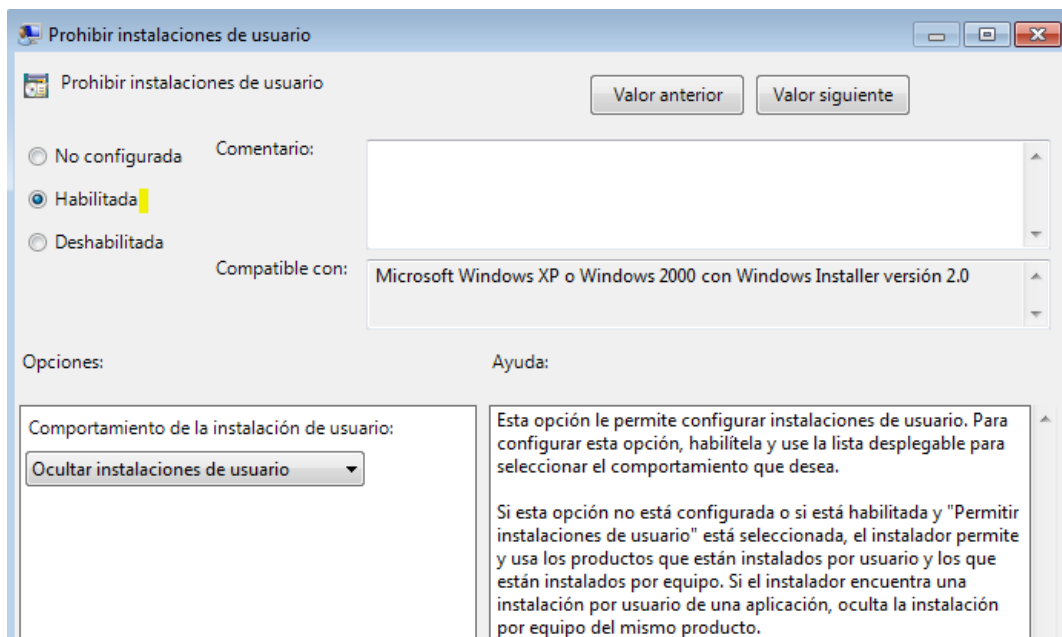 Prohibir instalaciones de usuario
Prohibir instalaciones de usuario
Valor anterior
Valor siguiente
No configurada
Comentario:
Habilitada
Deshabilitada
Compatible con:
Microsoft Windows XP o Windows 2000 con Windows Installer versión 2.0
Opciones:
Ayuda:
Comportamiento de la instalación de usuario:
Ocultar instalaciones de usuario
Esta opción le permite configurar instalaciones de usuario. Para
configurar esta opción, habilítela y use la lista desplegable para
seleccionar el comportamiento que desea.
Si esta opción no está configurada o si está habilitada y "Permitir
instalaciones de usuario" está seleccionada, el instalador permite
y usa los productos que están instalados por usuario y los que
están instalados por equipo. Si el instalador encuentra una
instalación por usuario de una aplicación, oculta la instalación
por equipo del mismo producto.